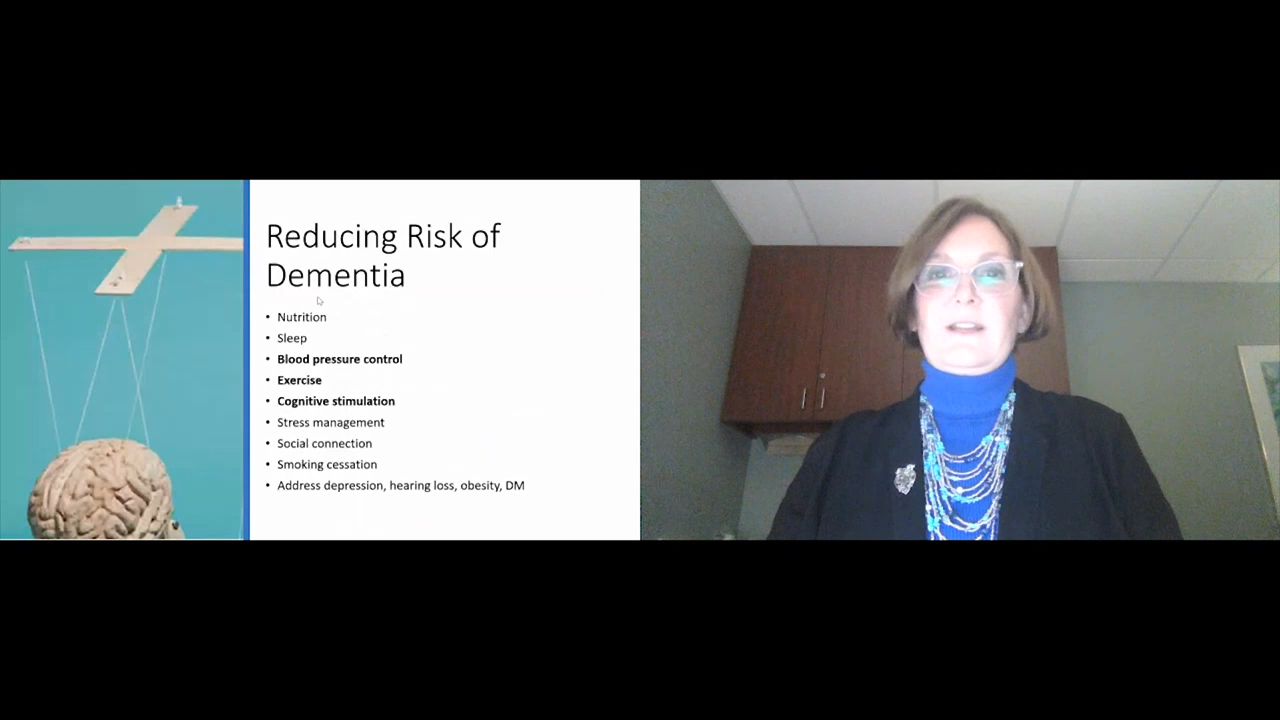 Reducing Risk of
Dementia
• Nutrition
• Sleep
• Blood pressure control
• Exercise
• Cognitive stimulation
• Stress management
• Social connection
• Smoking cessation
• Address depression, hearing loss, obesity, DM